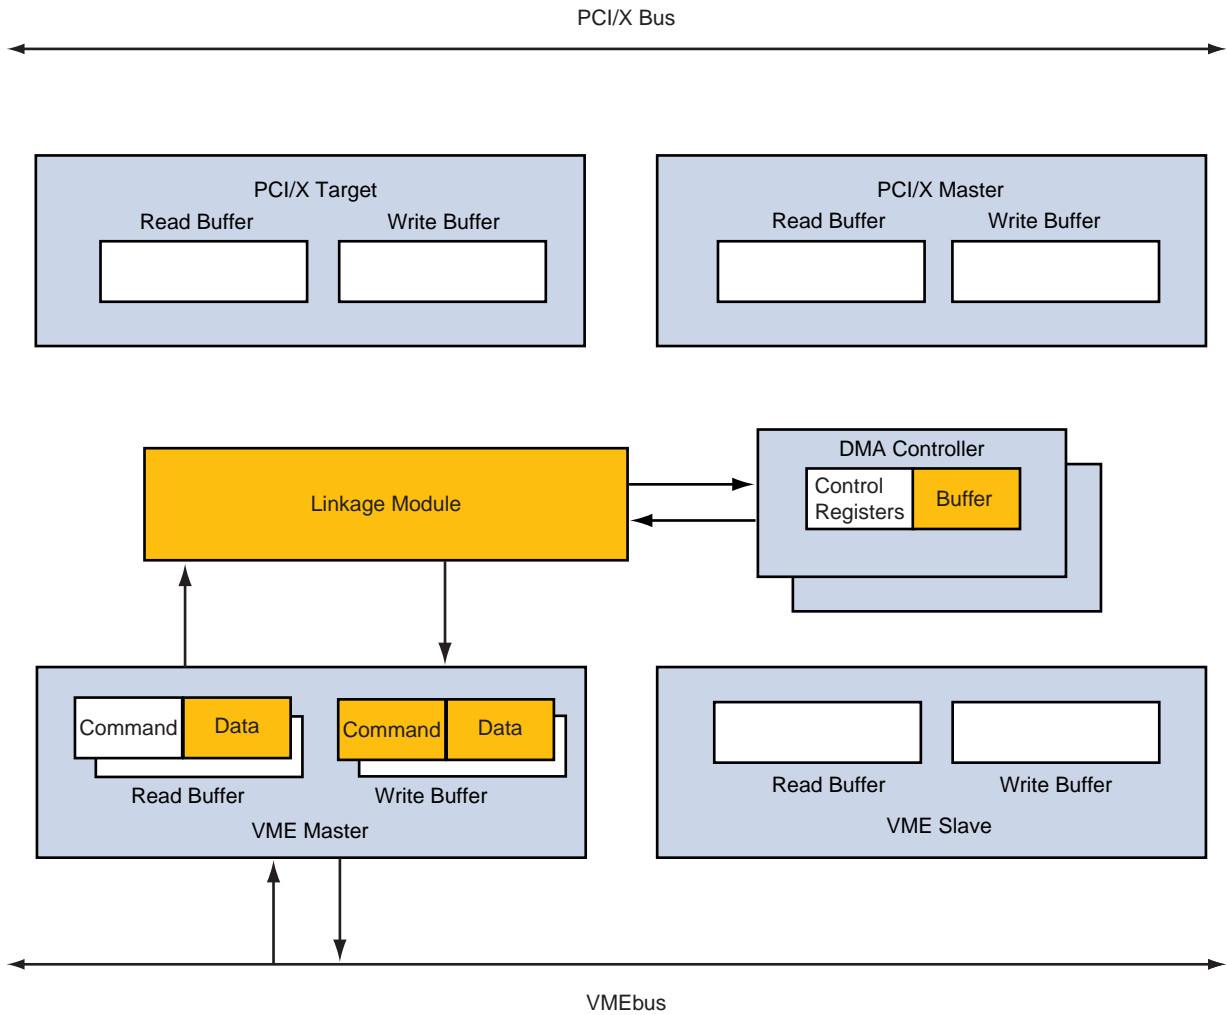 PCI/X Bus
PCI/X Target
Read Buffer
Write Buffer
PCI/X Master
Read Buffer
Write Buffer
Linkage Module
DMA Controller
Control
Registers
Buffer
Command
Data
Command
Data
Read Buffer
Write Buffer
VME Master
Read Buffer
Write Buffer
VME Slave
VMEbus